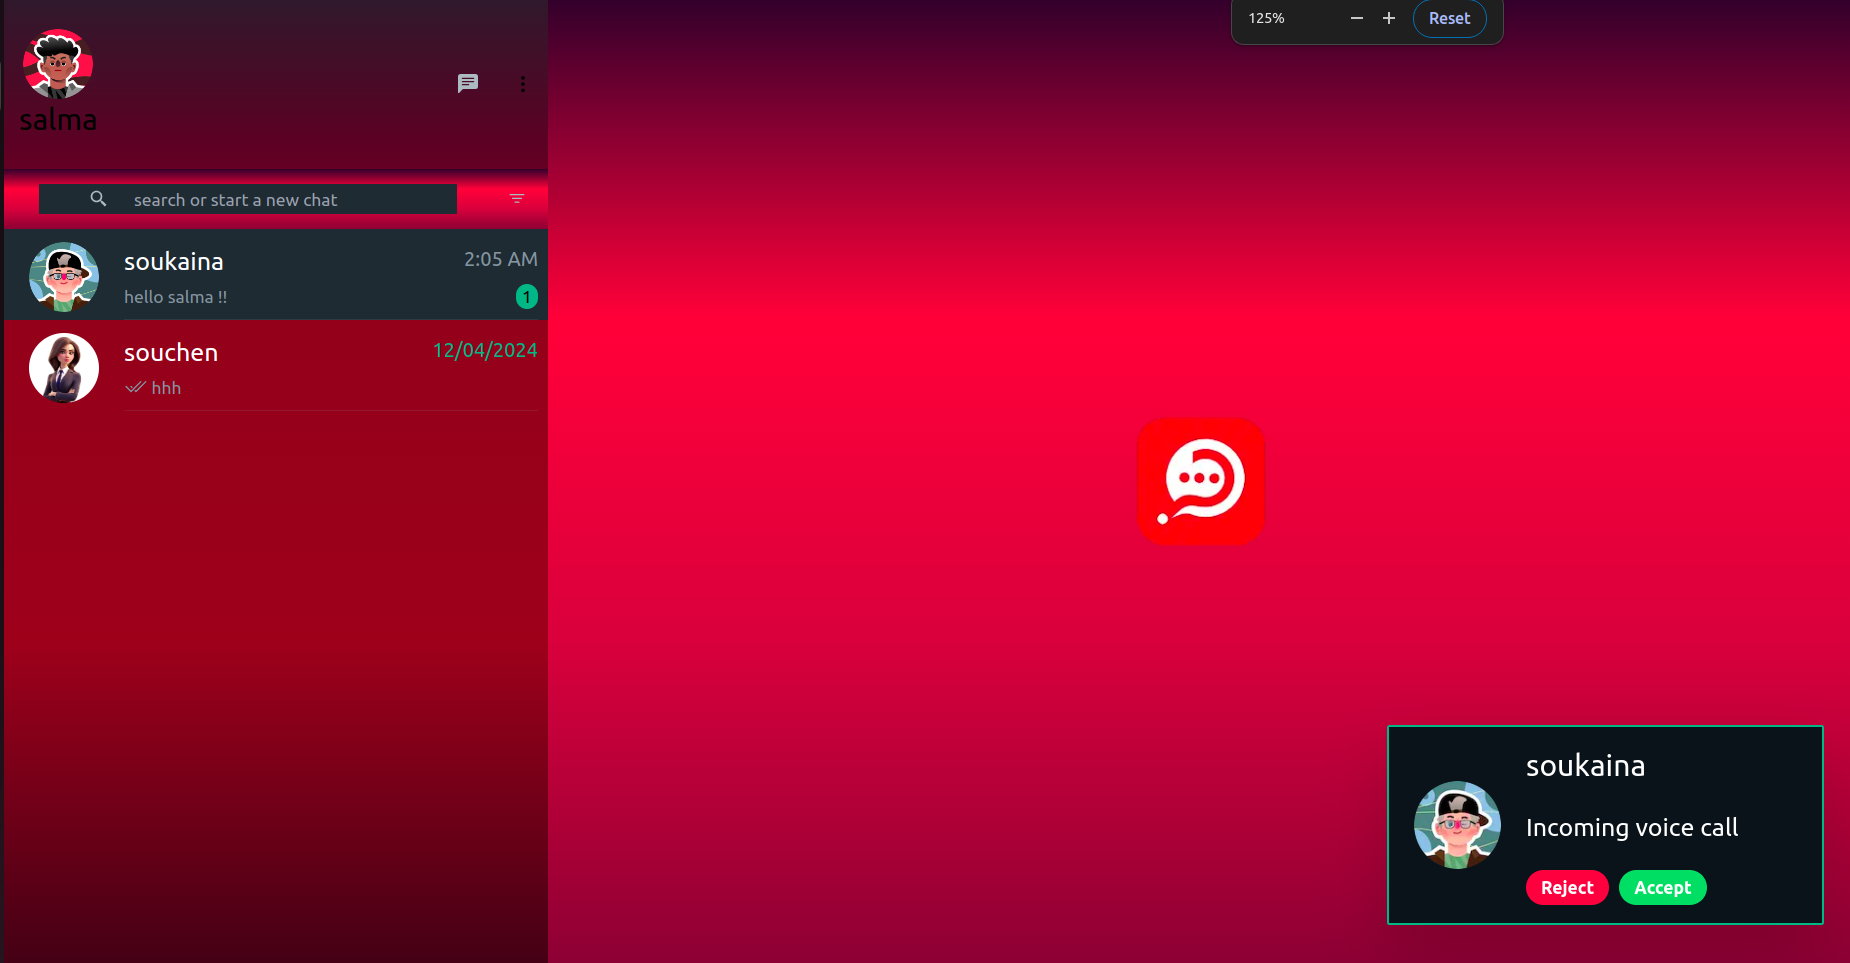 125%
Reset
salma
search or start a new chat
soukaina
2:05 AM
hello salma !!
1
souchen
12/04/2024
hhh
soukaina
Incoming voice call
Reject
Accept